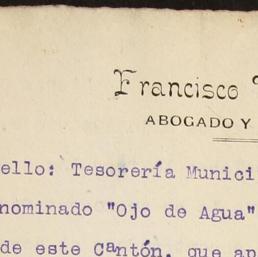 Francisco
ABOGADO Y
ello: Tesorería Munici
nominado "Ojo de Agua"
de este Cantón, que ap